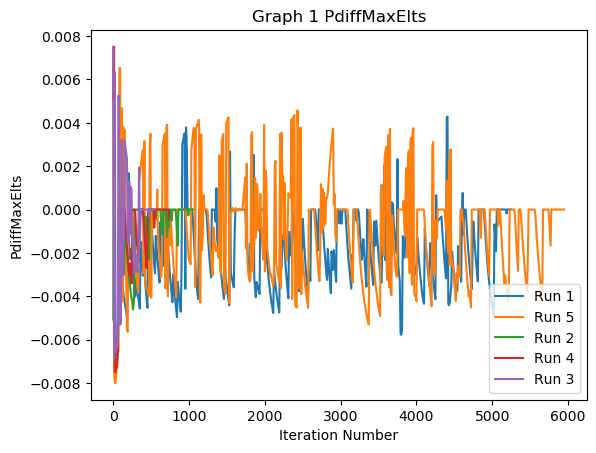 Graph 1 PdiffMaxElts
PdiffMaxElts
0.008
0.006
0.004
0.002
0.000
−0.002
−0.004
−0.006
−0.008
0
1000
2000
3000
4000
5000
6000
Iteration Number
Run 1
Run 5
Run 2
Run 4
Run 3